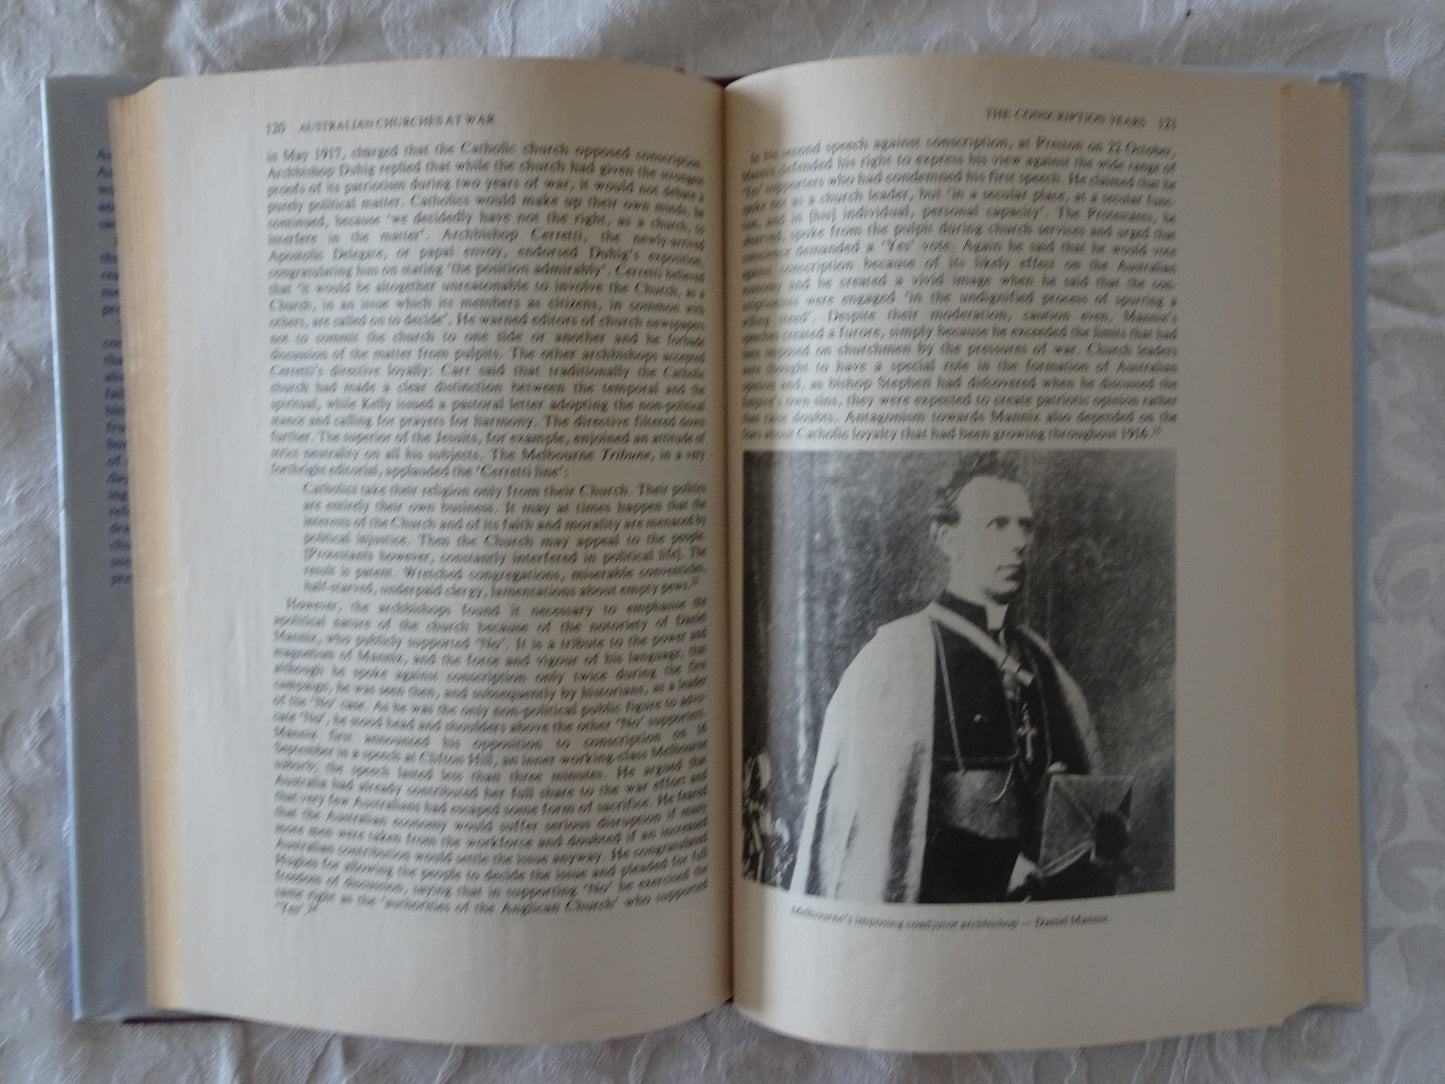 120 AUSTRALIAN CHURCHES AT WAR
in May 1917, charged that the Catholic church opposed conscription,
Archbishop Duhig replied that while the church had given the strongest
proofs of its patriotism during two years of war, it would not debate a
purely political matter. Catholics would make up their own minds, he
continued, because 'we decidedly have not the right, as a church, to
interfere in the matter'. Archbishop Cerretti, the newly-arrived
Apostolic Delegate, or papal envoy, endorsed Duhig's exposition,
congratulating him on stating 'the position admirably'. Cerretti believed
that 'it would be altogether unreasonable to involve the Church, as a
Church, in an issue which its members as citizens, in common with
others, are called on to decide'. He warned editors of church newspapers
not to commit the church to one side or another and he forbade
discussion of the matter from pulpits. The other archbishops accepted
Cerretti's directive loyally: Carr said that traditionally the Catholic
church had made a clear distinction between the temporal and the
spiritual, while Kelly issued a pastoral letter adopting the non-political
stance and calling for prayers for harmony. The directive filtered down
further. The superior of the Jesuits, for example, enjoined an attitude of
strict neutrality on all his subjects. The Melbourne Tribune, in a very
forthright editorial, applauded the 'Cerretti line':
Catholics take their religion only from their Church. Their politics
are entirely their own business. It may at times happen that the
interests of the Church and of its faith and morality are menaced by
political injustice. Then the Church may appeal to the people.
[Protestants however, constantly interfered in political life]. The
result is patent. Wretched congregations, miserable conventicles,
half-starved, underpaid clergy, lamentations about empty pews.
However, the archbishops found it necessary to emphasise the
apolitical nature of the church because of the notoriety of Daniel
Mannix, who publicly supported 'No'. It is a tribute to the power and
magnetism of Mannix, and the force and vigour of his language, that
although he spoke against conscription only twice during the first
campaign, he was seen then, and subsequently by historians, as a leader
of the 'No' case. As he was the only non-political public figure to advo-
cate 'No', he stood head and shoulders above the other 'No' supporters.
Mannix first announced his opposition to conscription on 16
September in a speech at Clifton Hill, an inner working-class Melbourne
suburb; the speech lasted less than three minutes. He argued that
Australia had already contributed her full share to the war effort and
that very few Australians had escaped some form of sacrifice. He feared
that the Australian economy would suffer serious disruption if many
more men were taken from the workforce and doubted if an increased
Australian contribution would settle the issue anyway. He congratulated
Hughes for allowing the people to decide the issue and pleaded for full
freedom of discussion, saying that in supporting 'No' he exercised the
same right as the 'authorities of the Anglican Church' who supported
'Yes'.
THE CONSCRIPTION YEARS 121
In his second speech against conscription, at Preston on 22 October,
Mannix defended his right to express his view against the wide range of
'Yes' supporters who had condemned his first speech. He claimed that he
spoke not as a church leader, but 'in a secular place, at a secular func-
tion, and in [his] individual, personal capacity'. The Protestants, he
observed, spoke from the pulpit during church services and urged that
conscience demanded a 'Yes' vote. Again he said that he would vote
against conscription because of its likely effect on the Australian
economy and he created a vivid image when he said that the con-
scriptionists were engaged 'in the undignified process of spurring a
willing steed'. Despite their moderation, caution even, Mannix's
speeches created a furore, simply because he exceeded the limits that had
been imposed on churchmen by the pressures of war. Church leaders
were thought to have a special role in the formation of Australian
opinion and, as bishop Stephen had discovered when he discussed the
Empire's own sins, they were expected to create patriotic opinion rather
than raise doubts. Antagonism towards Mannix also depended on the
fears about Catholic loyalty that had been growing throughout 1916.
Melbourne's imposing coadjutor archbishop — Daniel Mannix.